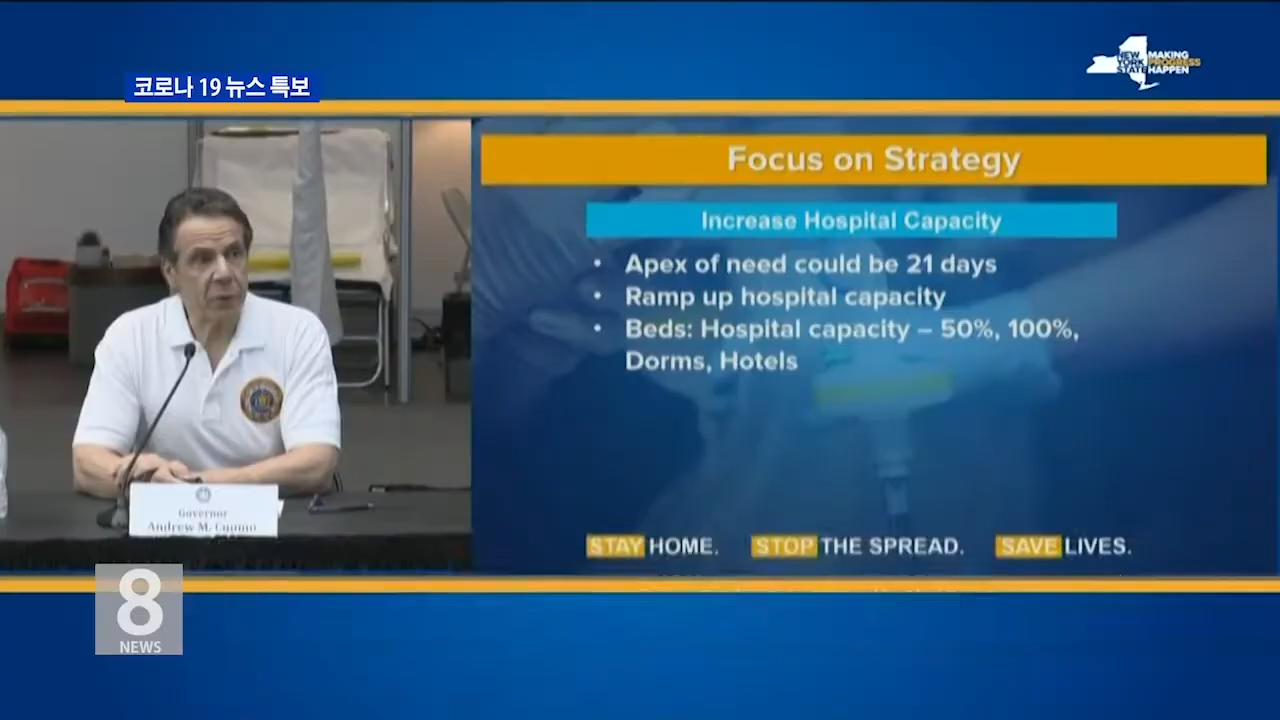 코로나 19 뉴스 특보
NEW YORK STATE
MAKING
PROGRESS
HAPPEN
Focus on Strategy
Increase Hospital Capacity
• Apex of need could be 21 days
• Ramp up hospital capacity
• Beds: Hospital capacity – 50%, 100%,
Dorms, Hotels
Governor
Andrew M. Cuomo
STAY HOME. STOP THE SPREAD. SAVE LIVES.
8
NEWS